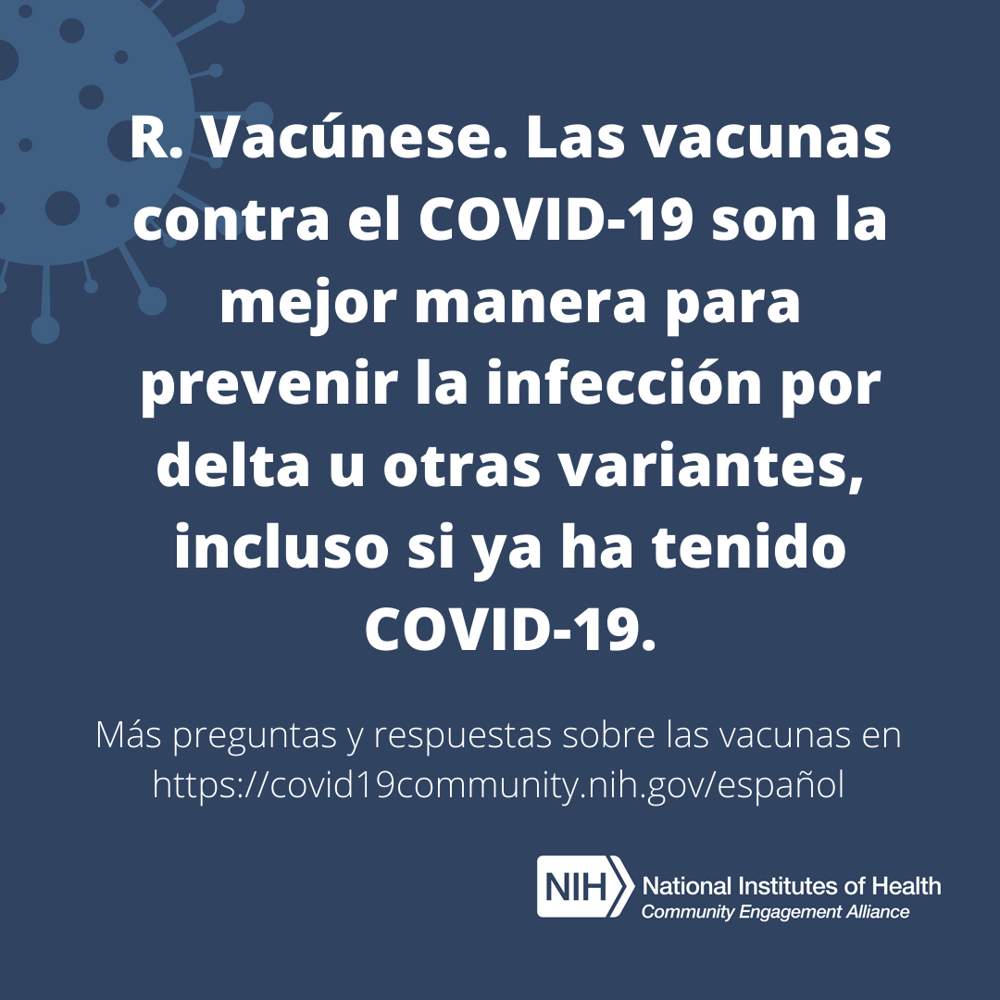 R. Vacúnese. Las vacunas
contra el COVID-19 son la
mejor manera para
prevenir la infección por
delta u otras variantes,
incluso si ya ha tenido
COVID-19.
Más preguntas y respuestas sobre las vacunas en
https://covid19community.nih.gov/español
NIH National Institutes of Health
Community Engagement Alliance